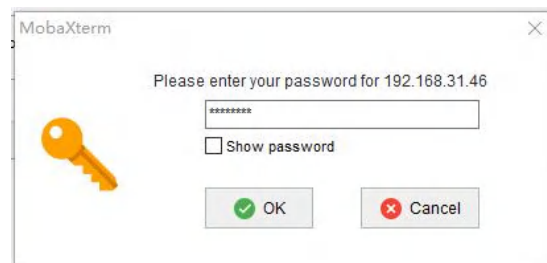 MobaXterm
Please enter your password for 192.168.31.46
********
Show password
OK
Cancel